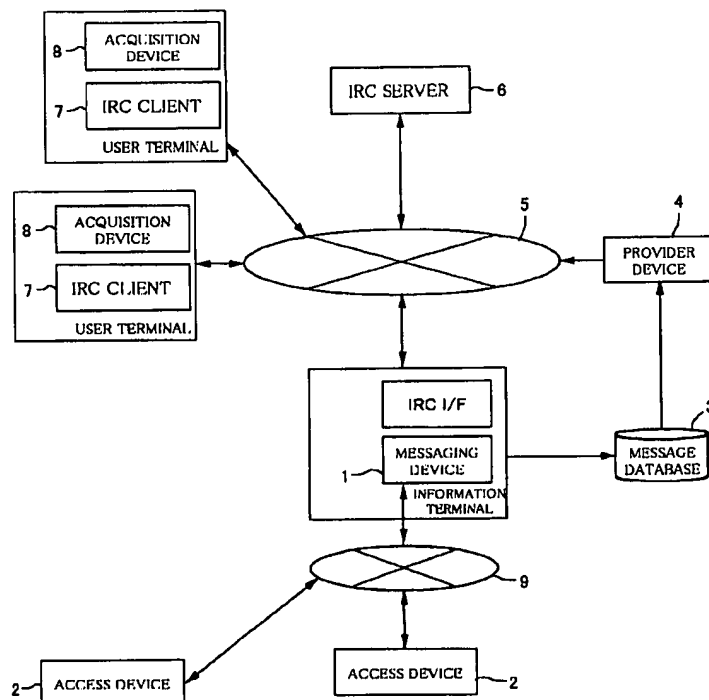 8
ACQUISITION
DEVICE
7
IRC CLIENT
USER TERMINAL
IRC SERVER
6
8
ACQUISITION
DEVICE
7
IRC CLIENT
USER TERMINAL
5
4
PROVIDER
DEVICE
IRC I/F
1
MESSAGING
DEVICE
INFORMATION
TERMINAL
3
MESSAGE
DATABASE
9
2
ACCESS DEVICE
ACCESS DEVICE
2